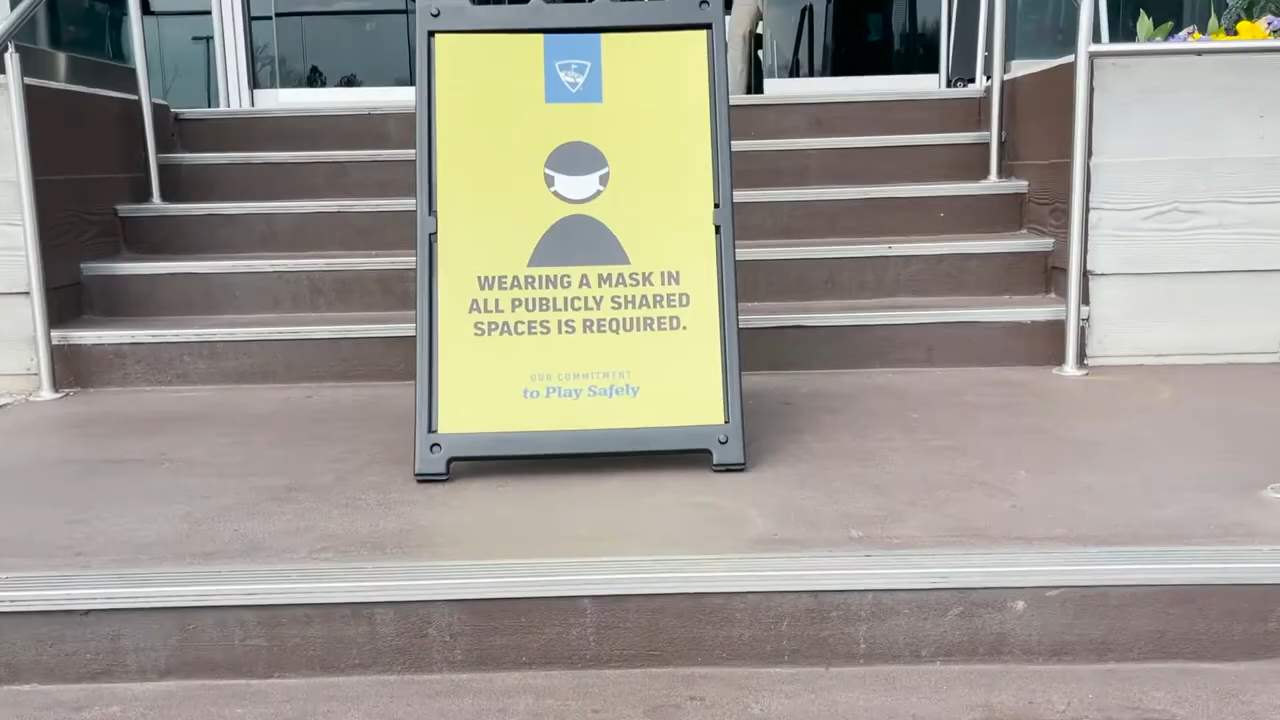 WEARING A MASK IN
ALL PUBLICLY SHARED
SPACES IS REQUIRED.
OUR COMMITMENT
to Play Safely